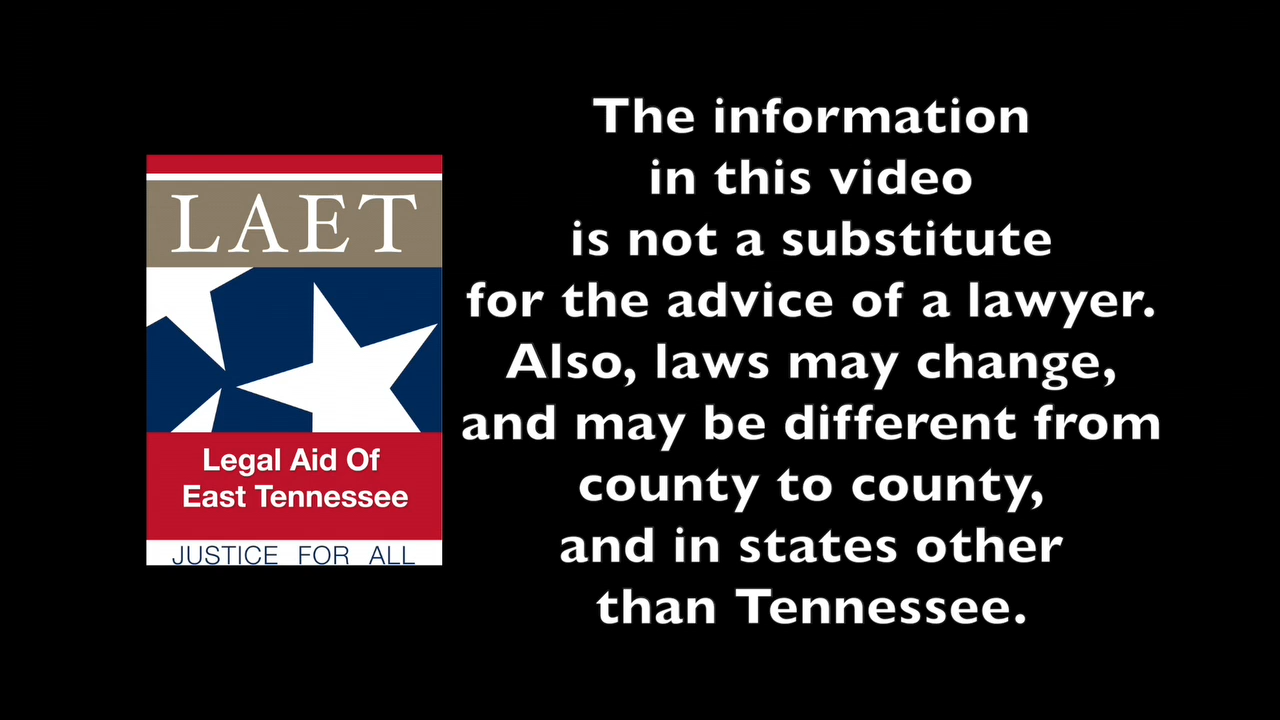 LAET
Legal Aid Of
East Tennessee
JUSTICE FOR ALL
The information
in this video
is not a substitute
for the advice of a lawyer.
Also, laws may change,
and may be different from
county to county,
and in states other
than Tennessee.